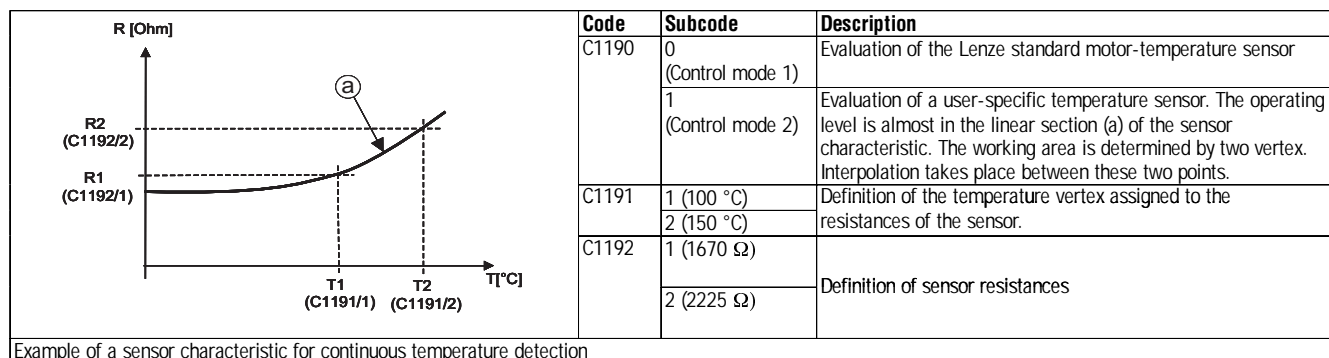 R [Ohm]
a
R2
(C1192/2)
R1
(C1192/1)
T1
(C1191/1)
T2
(C1191/2)
T[°C]
Code Subcode Description
C1190 0 Evaluation of the Lenze standard motor-temperature sensor
(Control mode 1)
1 Evaluation of a user-specific temperature sensor. The operating
(Control mode 2) level is almost in the linear section (a) of the sensor
characteristic. The working area is determined by two vertex.
Interpolation takes place between these two points.
C1191 1 (100 °C) Definition of the temperature vertex assigned to the
2 (150 °C) resistances of the sensor.
C1192 1 (1670 Ω)
Definition of sensor resistances
2 (2225 Ω)
Example of a sensor characteristic for continuous temperature detection